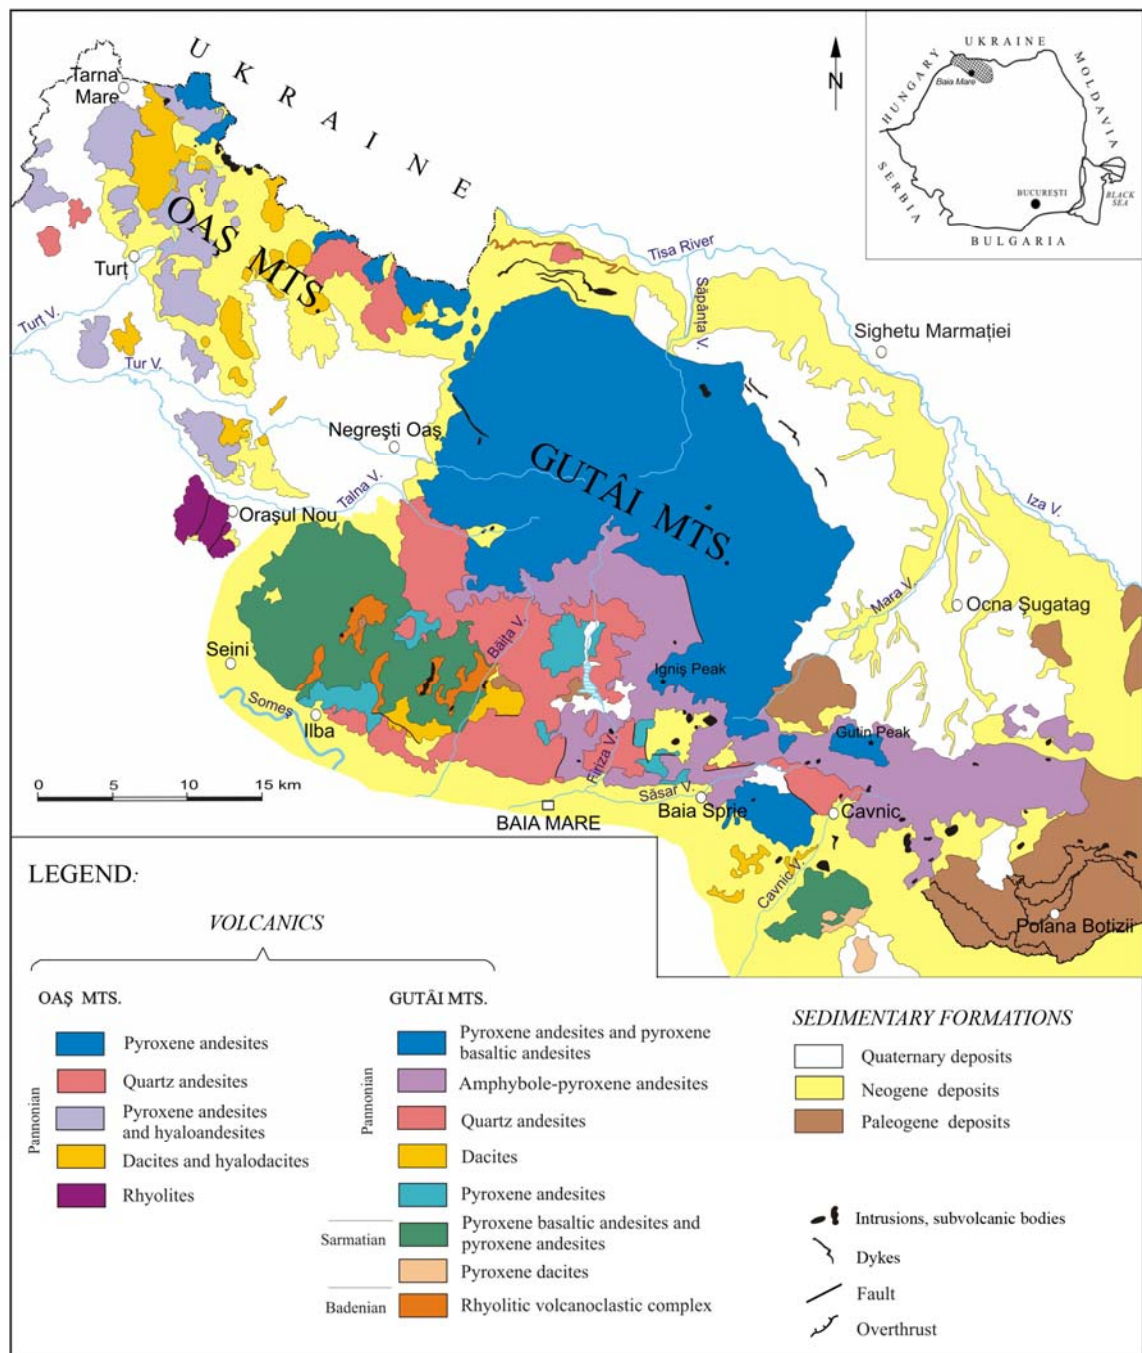 UKRAINE
Tarna
Mare
N
OAŞ MTS.
Turţ
Turţ V.
Tur V.
Negreşti Oaş
Talna V.
Oraşul Nou
Tisa River
Săpânţa V.
Sighetu Marmaţiei
GUTÂI MTS.
Iza V.
Mara V.
Ocna Şugatag
Seini
Someş
Ilba
Băiţa V.
Igniş Peak
Gutin Peak
Firiza V.
Săsar V.
Baia Sprie
BAIA MARE
Cavnic
Cavnic V.
Poiana Botizii
0 5 10 15 km
UKRAINE
HUNGARY
MOLDAVIA
Baia Mare
SERBIA
BUCUREŞTI
BLACK
SEA
BULGARIA
LEGEND:
VOLCANICS
OAŞ MTS.
Pannonian
Pyroxene andesites
Quartz andesites
Pyroxene andesites
and hyaloandesites
Dacites and hyalodacites
Rhyolites
GUTÂI MTS.
Pannonian
Pyroxene andesites and pyroxene
basaltic andesites
Amphybole-pyroxene andesites
Quartz andesites
Dacites
Pyroxene andesites
Sarmatian
Pyroxene basaltic andesites and
pyroxene andesites
Pyroxene dacites
Badenian
Rhyolitic volcanoclastic complex
SEDIMENTARY FORMATIONS
Quaternary deposits
Neogene deposits
Paleogene deposits
Intrusions, subvolcanic bodies
Dykes
Fault
Overthrust